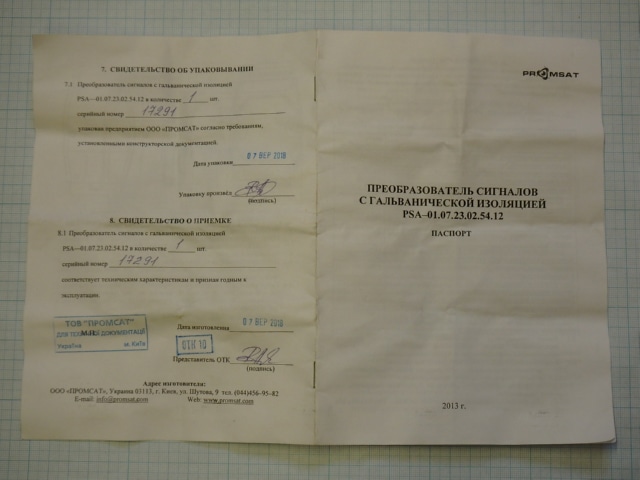 7. СВИДЕТЕЛЬСТВО ОБ УПАКОВЫВАНИИ
7.1 Преобразователь сигналов с гальванической изоляцией
PSA—01.07.23.02.54.12 в количестве 1 шт.
серийный номер 17291
упакован предприятием ООО «ПРОМСАТ» согласно требованиям,
установленными конструкторской документацией.
Дата упаковки 07 ВЕР 2018
Упаковку произвёл
(подпись)
8. СВИДЕТЕЛЬСТВО О ПРИЕМКЕ
8.1 Преобразователь сигналов с гальванической изоляцией
PSA—01.07.23.02.54.12 в количестве 1 шт.
серийный номер 17291
соответствует техническим характеристикам и признан годным к
эксплуатации.
ТОВ "ПРОМСАТ"
ДЛЯ ТЕХНІЧНОЇ ДОКУМЕНТАЦІЇ
М.П.
Україна м. Київ
Дата изготовления 07 ВЕР 2018
ОТК 10
Представитель ОТК
(подпись)
Адрес изготовителя:
ООО «ПРОМСАТ», Украина 03113, г. Киев, ул. Шутова, 9 тел. (044)456-95-82
E-mail: info@promsat.com Web: www.promsat.com
PROMSAT
ПРЕОБРАЗОВАТЕЛЬ СИГНАЛОВ
С ГАЛЬВАНИЧЕСКОЙ ИЗОЛЯЦИЕЙ
PSA–01.07.23.02.54.12
ПАСПОРТ
2013 г.